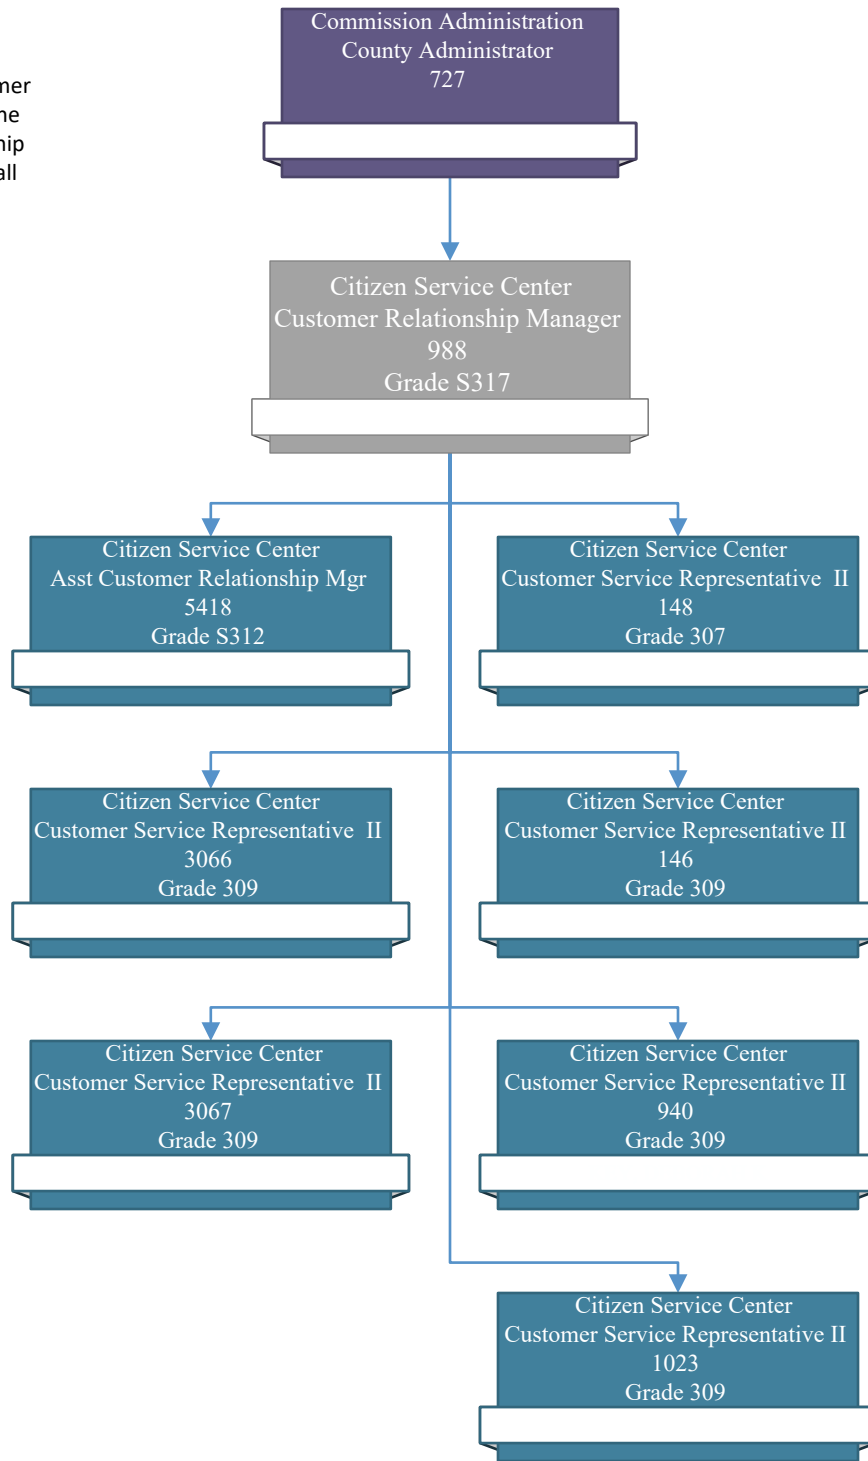 Commission Administration
County Administrator
727
all
Citizen Service Center
Customer Relationship Manager
988
Grade S317
Citizen Service Center
Asst Customer Relationship Mgr
5418
Grade S312
Citizen Service Center
Customer Service Representative  II
148
Grade 307
Citizen Service Center
Customer Service Representative  II
3066
Grade 309
Citizen Service Center
Customer Service Representative II
146
Grade 309
Citizen Service Center
Customer Service Representative  II
3067
Grade 309
Citizen Service Center
Customer Service Representative II
940
Grade 309
Citizen Service Center
Customer Service Representative II
1023
Grade 309